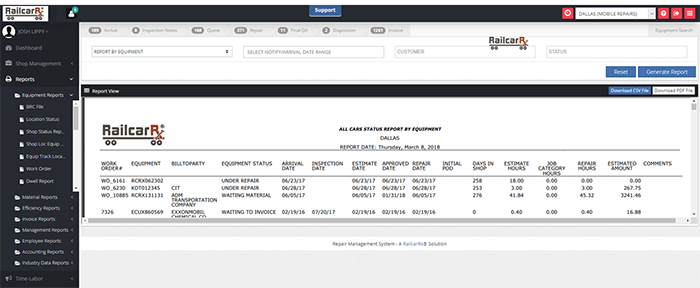 RailcarRx
Support
DALLAS (MOBILE REPAIRS)
JOSH LIPPY
189 Arrival 8 Inspection Notes 168 Queue 371 Repair 11 Final QA 2 Disposition 1261 Invoice
Equipment Search
Dashboard
Shop Management
Reports
Equipment Reports
BRC File
Location Status
Shop Status Rep...
Shop Loc Equip ...
Equip Track Loca...
Work Order
Dwell Report
Material Reports
Efficiency Reports
Invoice Reports
Management Reports
Employee Reports
Accounting Reports
Industry Data Reports
Time-Labor
REPORT BY EQUIPMENT
SELECT NOTIFY/ARRIVAL DATE RANGE
CUSTOMER
RailcarRx
STATUS
Reset Generate Report
Report View
Download CSV File Download PDF File
RailcarRx
ALL CARS STATUS REPORT BY EQUIPMENT
DALLAS
REPORT DATE: Thursday, March 8, 2018
WORK ORDER# EQUIPMENT BILLTOPARTY EQUIPMENT STATUS ARRIVAL DATE INSPECTION DATE ESTIMATE DATE APPROVED DATE REPAIR DATE INITIAL POD DAYS IN SHOP ESTIMATE HOURS JOB CATEGORY HOURS REPAIR HOURS ESTIMATED AMOUNT COMMENTS
WO_6161 RCRX062302 UNDER REPAIR 06/23/17 06/23/17 06/23/17 06/23/17 258 18.00 0.00 0.00
WO_6230 KDTO12345 CIT UNDER REPAIR 06/28/17 06/28/17 06/28/17 06/28/17 253 3.00 3.00 267.75
WO_10885 RCRX131131 ADM TRANSPORTATION COMPANY WAITING MATERIAL 06/05/17 06/05/17 01/31/18 06/05/17 276 41.84 45.32 3241.46
7326 ECUX860569 EXXONMOBIL CHEMICAL CO WAITING TO INVOICE 02/19/16 07/20/17 02/19/16 02/19/16 02/19/16 0 0.40 0.40 16.88
Repair Management System - A RailcarRx® Solution